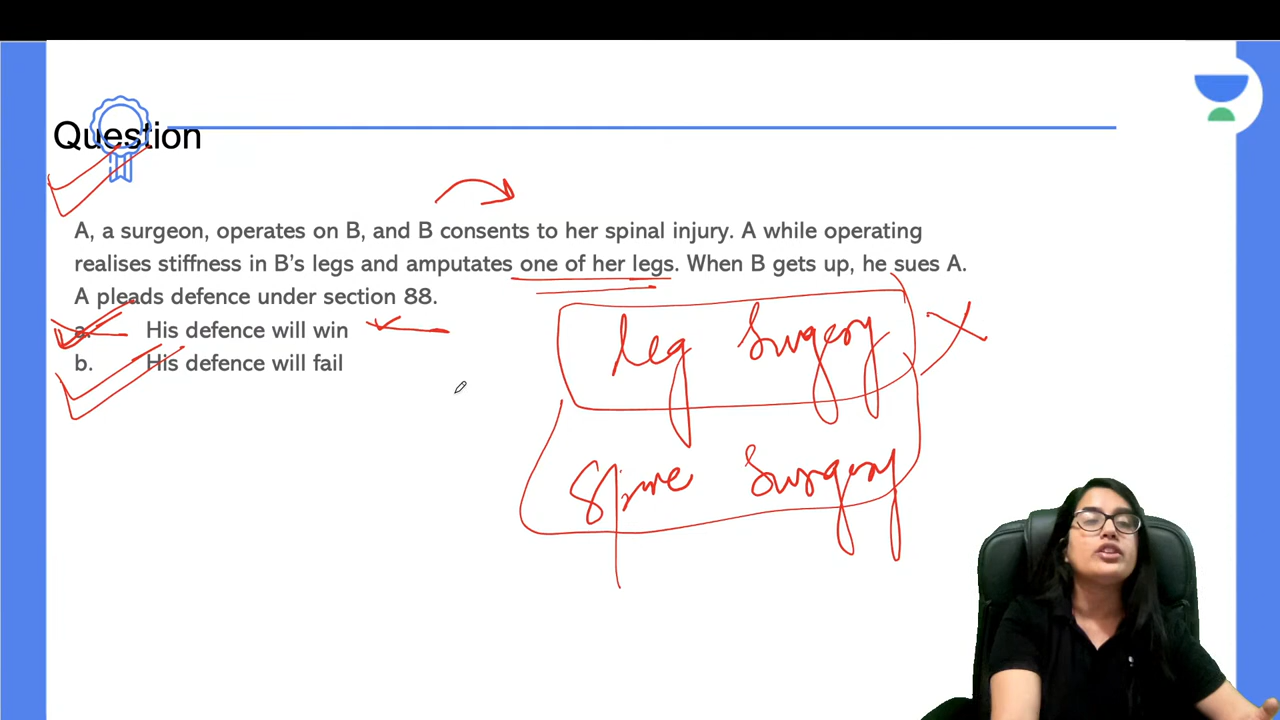 Question
A, a surgeon, operates on B, and B consents to her spinal injury. A while operating
realises stiffness in B's legs and amputates one of her legs. When B gets up, he sues A.
A pleads defence under section 88.
a. His defence will win
b. His defence will fail
leg Surgery
Spine Surgery